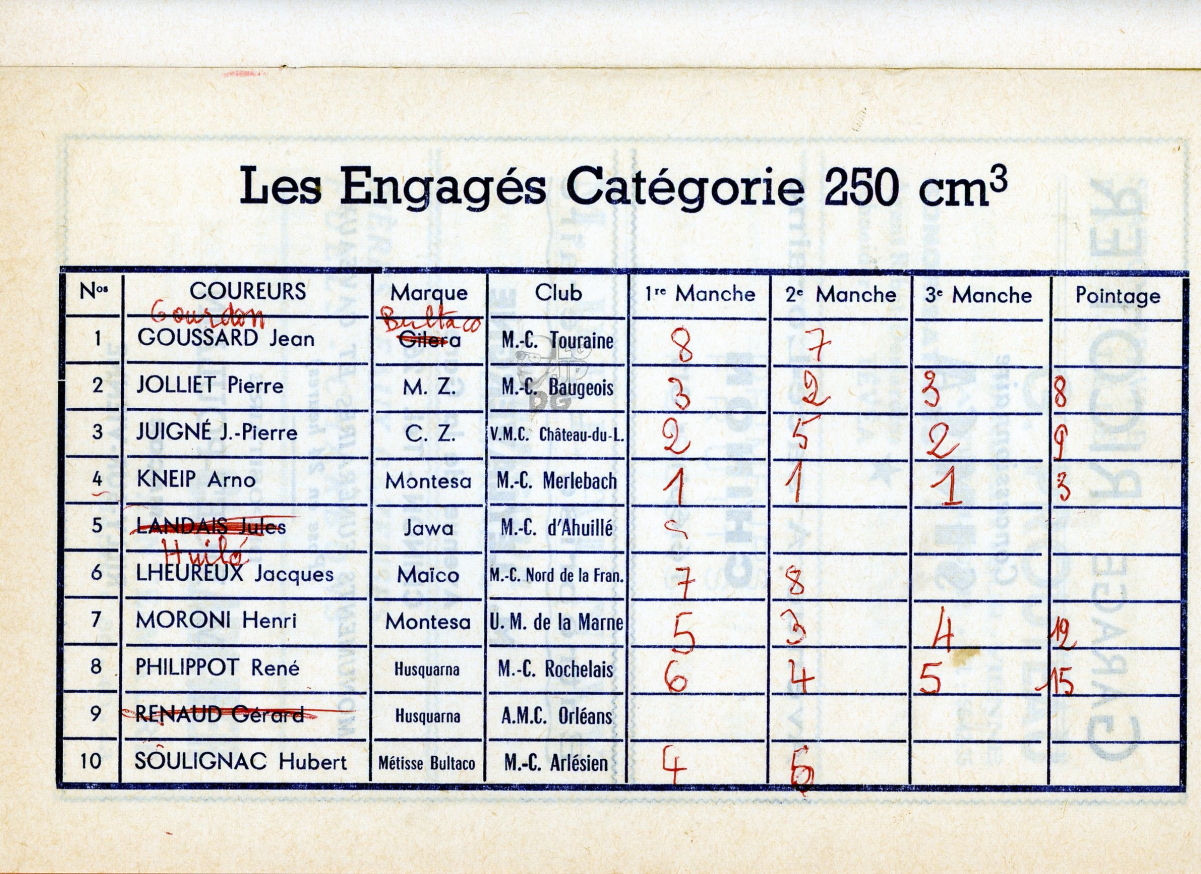 Les Engagés Catégorie 250 cm³
Nos COUREURS Marque Club 1re Manche 2e Manche 3e Manche Pointage
Gourdon Bultaco
1 GOUSSARD Jean Gilera M.-C. Touraine 8 7
2 JOLLIET Pierre M. Z. M.-C. Baugeois 3 2 3 8
3 JUIGNÉ J.-Pierre C. Z. V.M.C. Château-du-L. 2 5 2 9
4 KNEIP Arno Montesa M.-C. Merlebach 1 1 1 3
5 LANDAIS Jules Jawa M.-C. d'Ahuillé
6 LHEUREUX Jacques Maïco M.-C. Nord de la Fran. 7 8
7 MORONI Henri Montesa U. M. de la Marne 5 3 4 12
8 PHILIPPOT René Husquarna M.-C. Rochelais 6 4 5 15
9 RENAUD Gérard Husquarna A.M.C. Orléans
10 SOULIGNAC Hubert Métisse Bultaco M.-C. Arlésien 4 6